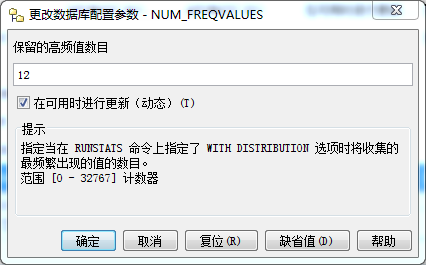 更改数据库配置参数 - NUM_FREQVALUES
保留的高频值数目
12
在可用时进行更新（动态）(T)
提示
指定当在 RUNSTATS 命令上指定了 WITH DISTRIBUTION 选项时将收集的
最频繁出现的值的数目。
范围 [0 - 32767] 计数器
确定 取消 复位(R) 缺省值(D) 帮助